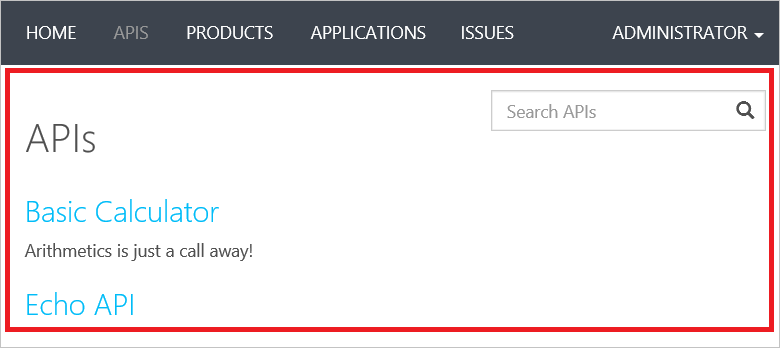 HOME APIS PRODUCTS APPLICATIONS ISSUES ADMINISTRATOR
Search APIs
APIs
Basic Calculator
Arithmetics is just a call away!
Echo API